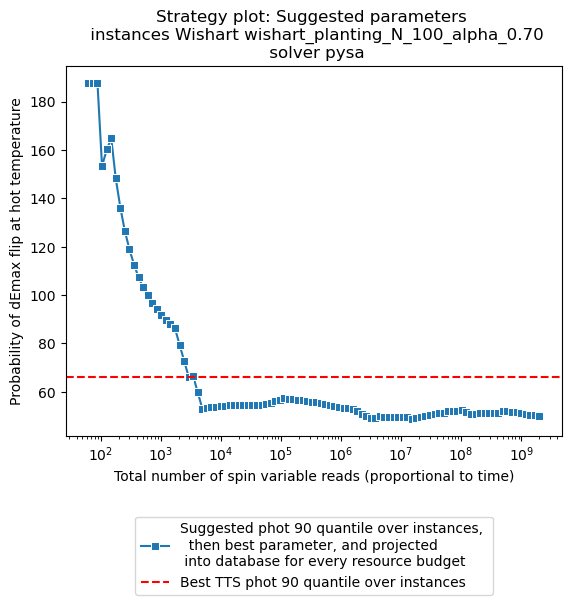 Strategy plot: Suggested parameters
instances Wishart wishart_planting_N_100_alpha_0.70
solver pysa
Probability of dEmax flip at hot temperature
180
160
140
120
100
80
60
10²
10³
10⁴
10⁵
10⁶
10⁷
10⁸
10⁹
Total number of spin variable reads (proportional to time)
Suggested phot 90 quantile over instances,
then best parameter, and projected
into database for every resource budget
Best TTS phot 90 quantile over instances